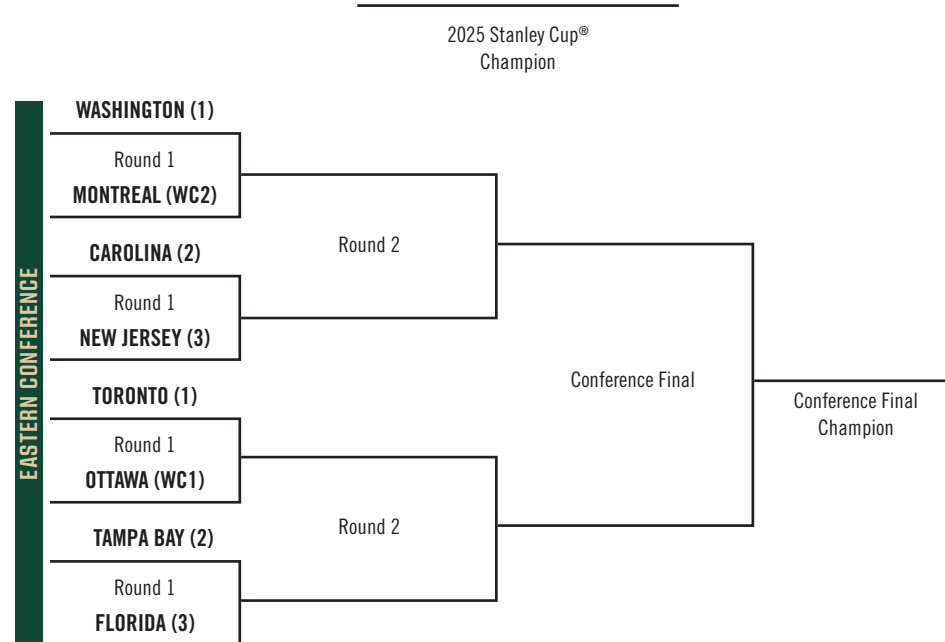 2025 Stanley Cup®
Champion
EASTERN CONFERENCE
WASHINGTON (1)
Round 1
MONTREAL (WC2)
CAROLINA (2)
Round 1
NEW JERSEY (3)
TORONTO (1)
Round 1
OTTAWA (WC1)
TAMPA BAY (2)
Round 1
FLORIDA (3)
Round 2
Round 2
Conference Final
Conference Final
Champion